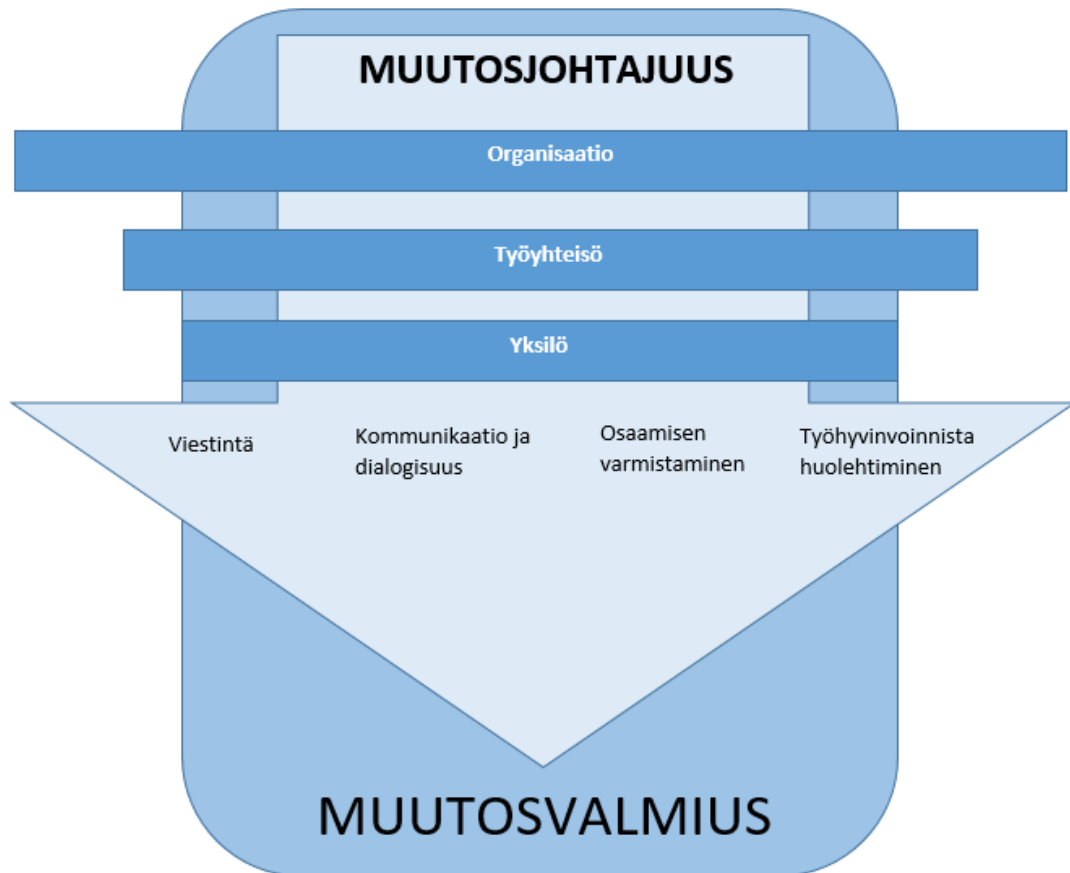 MUUTOSJOHTAJUUS
Organisaatio
Työyhteisö
Yksilö
Viestintä
Kommunikaatio ja
dialogisuus
Osaamisen
varmistaminen
Työhyvinvoinnista
huolehtiminen
MUUTOSVALMIUS